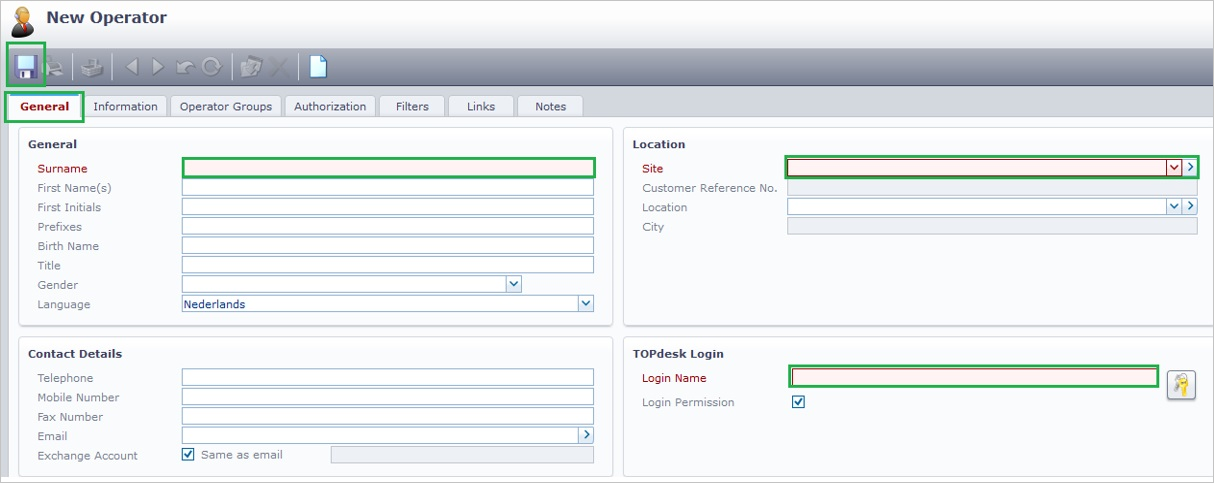 New Operator
General Information Operator Groups Authorization Filters Links Notes
General
Surname
First Name(s)
First Initials
Prefixes
Birth Name
Title
Gender
Language Nederlands
Location
Site
Customer Reference No.
Location
City
Contact Details
Telephone
Mobile Number
Fax Number
Email
Exchange Account Same as email
TOPdesk Login
Login Name
Login Permission